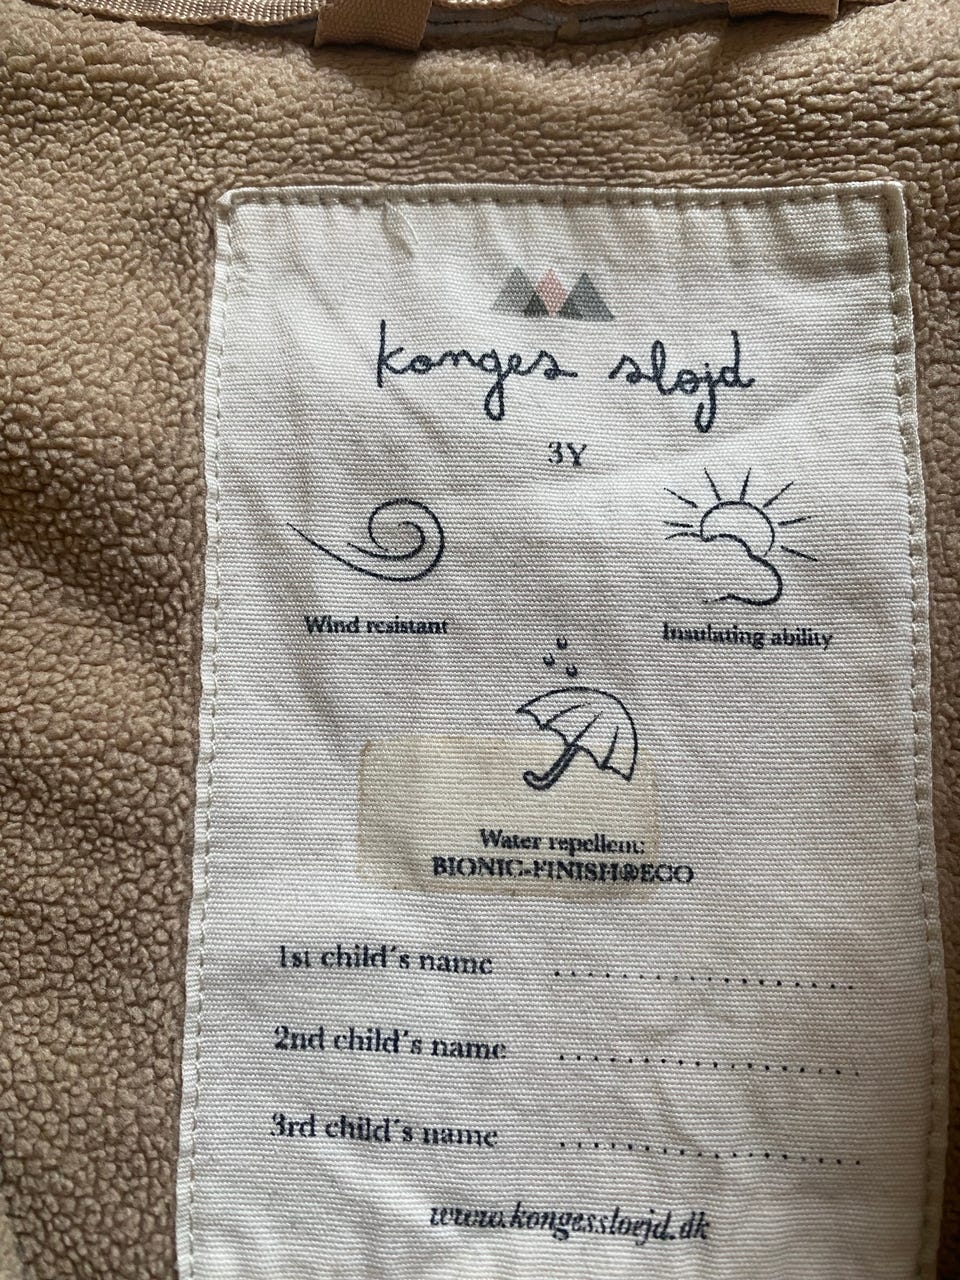 konges sløjd
3Y
Wind resistant
Insulating ability
Water repellent:
BIONIC-FINISH®ECO
1st child´s name ..................
2nd child´s name ..................
3rd child´s name ..................
www.kongessloejd.dk